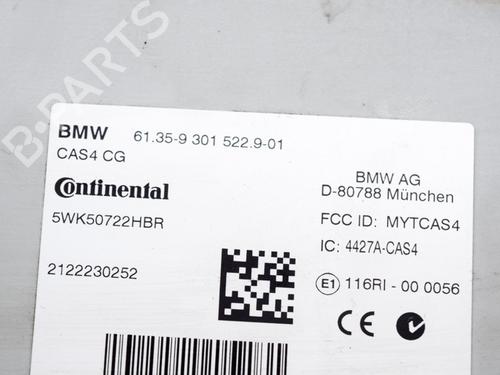 B-PARTS
BMW 61.35-9 301 522.9-01
CAS4 CG
Continental
5WK50722HBR
2122230252
BMW AG
D-80788 München
FCC ID: MYTCAS4
IC: 4427A-CAS4
E1 116RI - 00 0056
CE N